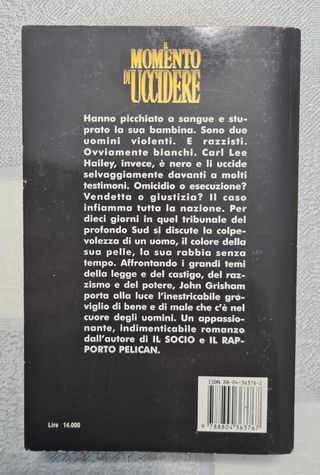 IL
MOMENTO
DI UCCIDERE
Hanno picchiato a sangue e stu-
prato la sua bambina. Sono due
uomini violenti. E razzisti.
Ovviamente bianchi. Carl Lee
Hailey, invece, è nero e li uccide
selvaggiamente davanti a molti
testimoni. Omicidio o esecuzione?
Vendetta o giustizia? Il caso
infiamma tutta la nazione. Per
dieci giorni in quel tribunale del
profondo Sud si discute la colpe-
volezza di un uomo, il colore della
sua pelle, la sua rabbia senza
tempo. Affrontando i grandi temi
della legge e del castigo, del raz-
zismo e del potere, John Grisham
porta alla luce l'inestricabile gro-
viglio di bene e di male che c'è nel
cuore degli uomini. Un appassio-
nante, indimenticabile romanzo
dall'autore di IL SOCIO e IL RAP-
PORTO PELICAN.
ISBN 88-04-36376-2
9 788804 363767
Lire 14.000